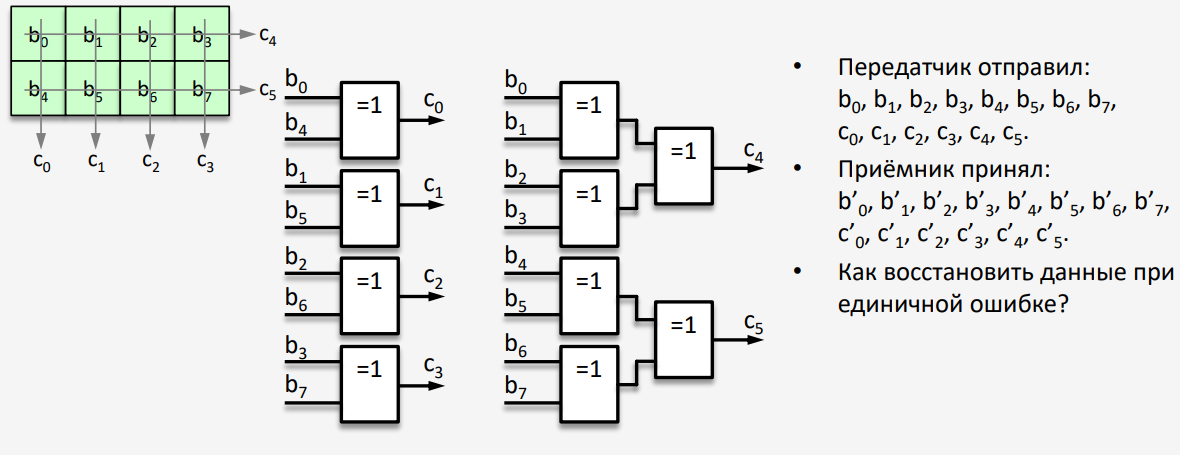 b0 b1 b2 b3 c4
b4 b5 b6 b7 c5
c0 c1 c2 c3
b0
b4
=1
c0
b1
b5
=1
c1
b2
b6
=1
c2
b3
b7
=1
c3
b0
b1
=1
b2
b3
=1
=1
c4
b4
b5
=1
b6
b7
=1
=1
c5
• Передатчик отправил:
b0, b1, b2, b3, b4, b5, b6, b7,
c0, c1, c2, c3, c4, c5.
• Приёмник принял:
b’0, b’1, b’2, b’3, b’4, b’5, b’6, b’7,
c’0, c’1, c’2, c’3, c’4, c’5.
• Как восстановить данные при
единичной ошибке?